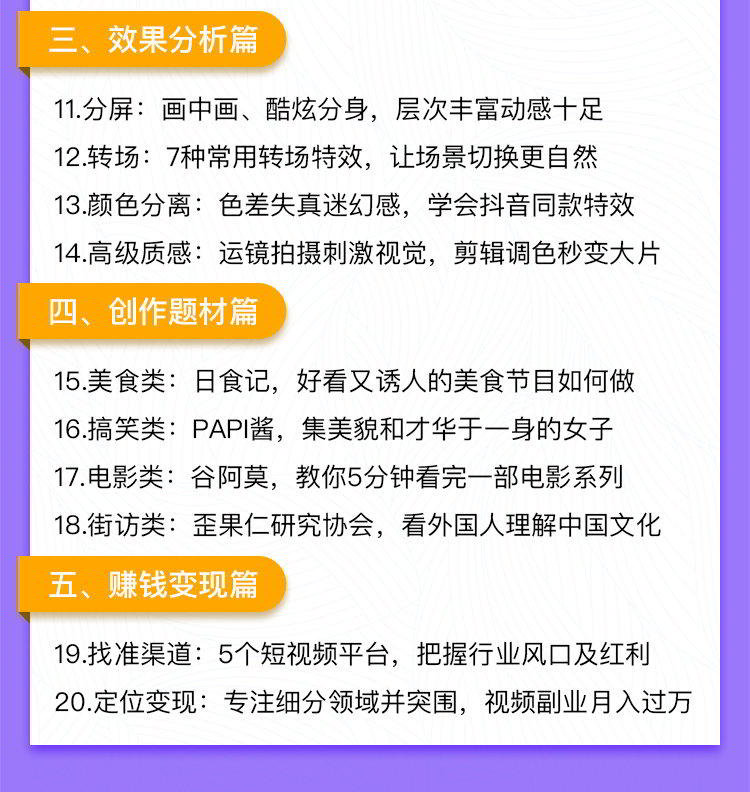 三、效果分析篇
11.分屏：画中画、酷炫分身，层次丰富动感十足
12.转场：7种常用转场特效，让场景切换更自然
13.颜色分离：色差失真迷幻感，学会抖音同款特效
14.高级质感：运镜拍摄刺激视觉，剪辑调色秒变大片
四、创作题材篇
15.美食类：日食记，好看又诱人的美食节目如何做
16.搞笑类：PAPI酱，集美貌和才华于一身的女子
17.电影类：谷阿莫，教你5分钟看完一部电影系列
18.街访类：歪果仁研究协会，看外国人理解中国文化
五、赚钱变现篇
19.找准渠道：5个短视频平台，把握行业风口及红利
20.定位变现：专注细分领域并突围，视频副业月入过万